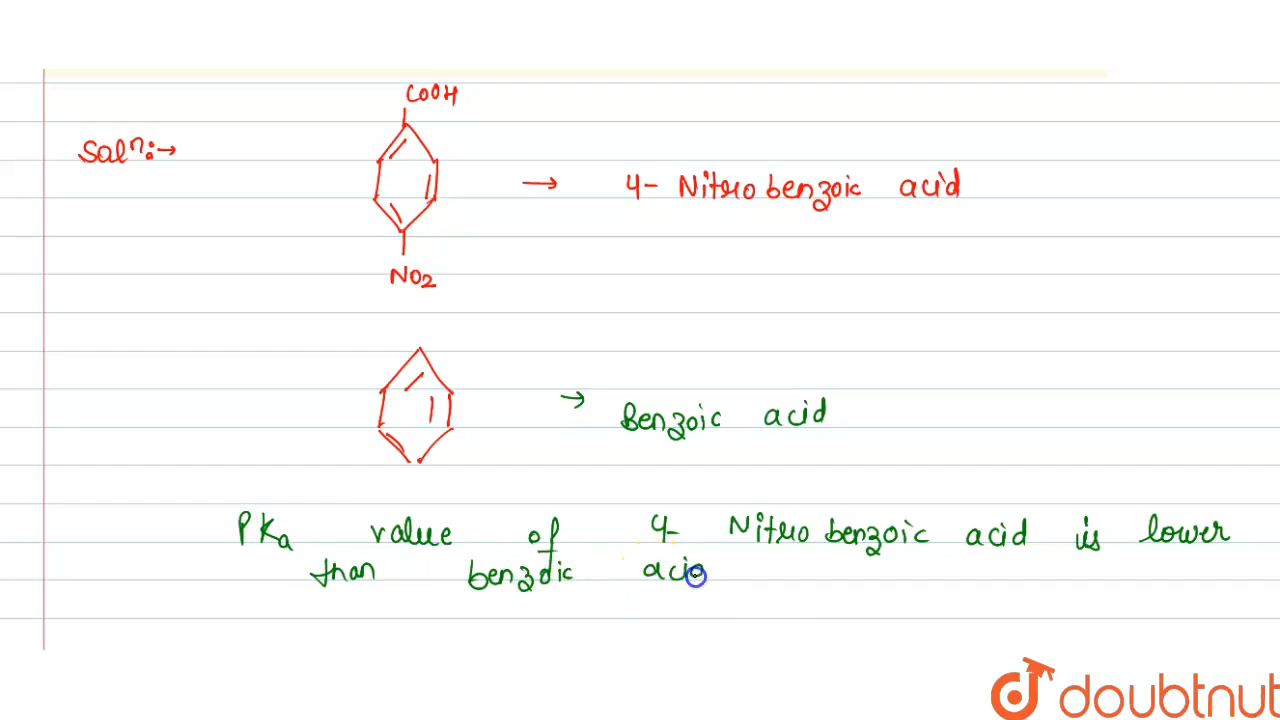 COOH
Solⁿ:→
→ 4- Nitrobenzoic acid
NO2
→ Benzoic acid
PKa value of 4- Nitrobenzoic acid is lower
than benzoic acid
doubtnut